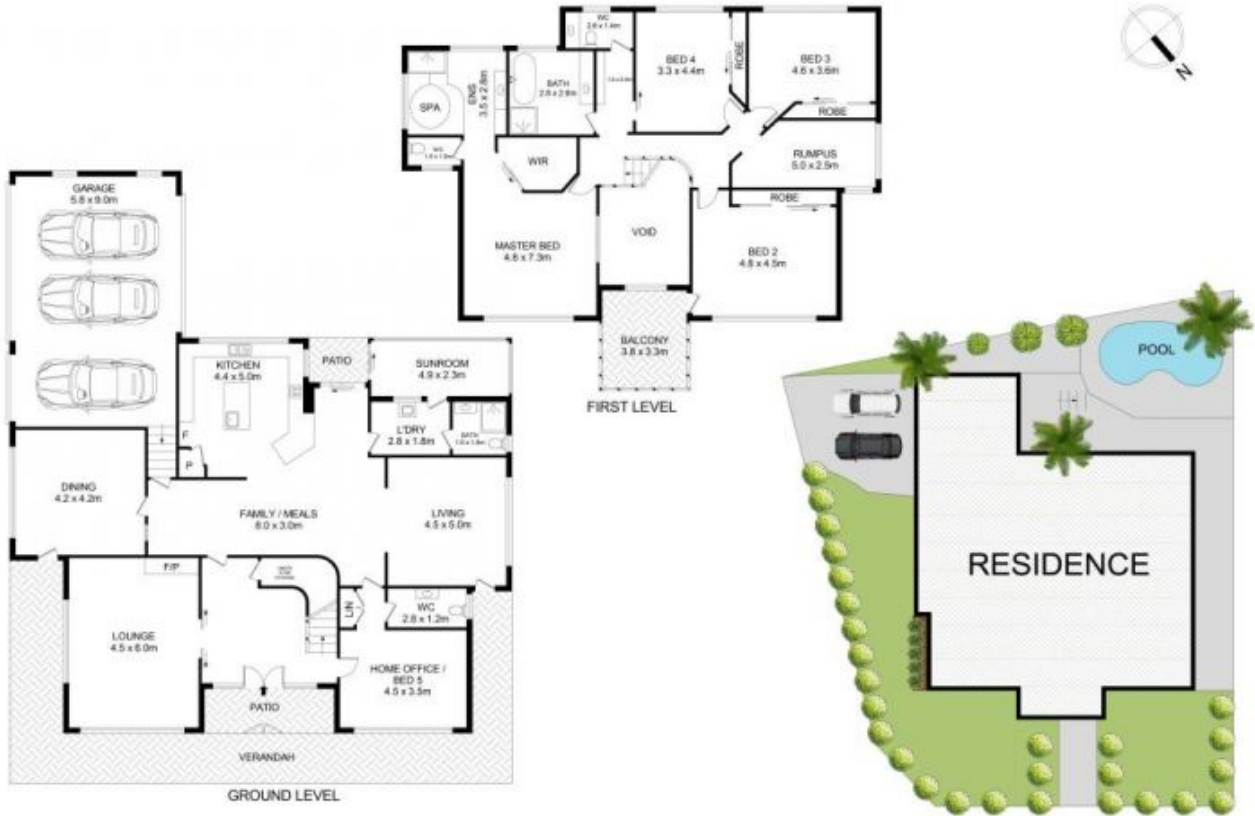 WC
2.6 x 1.4m
BED 4
3.3 x 4.4m
ROBE
BED 3
4.6 x 3.6m
ROBE
SPA
ENS
3.5 x 2.8m
BATH
2.8 x 2.8m
WC
WIR
RUMPUS
5.0 x 2.5m
ROBE
MASTER BED
4.6 x 7.3m
VOID
BED 2
4.8 x 4.5m
BALCONY
3.8 x 3.3m
FIRST LEVEL
N
GARAGE
5.8 x 9.0m
KITCHEN
4.4 x 5.0m
PATIO
SUNROOM
4.9 x 2.3m
F
P
L'DRY
2.8 x 1.8m
BATH
DINING
4.2 x 4.2m
FAMILY / MEALS
8.0 x 3.0m
LIVING
4.5 x 5.0m
F/P
LOUNGE
4.5 x 6.0m
LIN
WC
2.8 x 1.2m
HOME OFFICE /
BED 5
4.5 x 3.5m
PATIO
VERANDAH
GROUND LEVEL
POOL
RESIDENCE